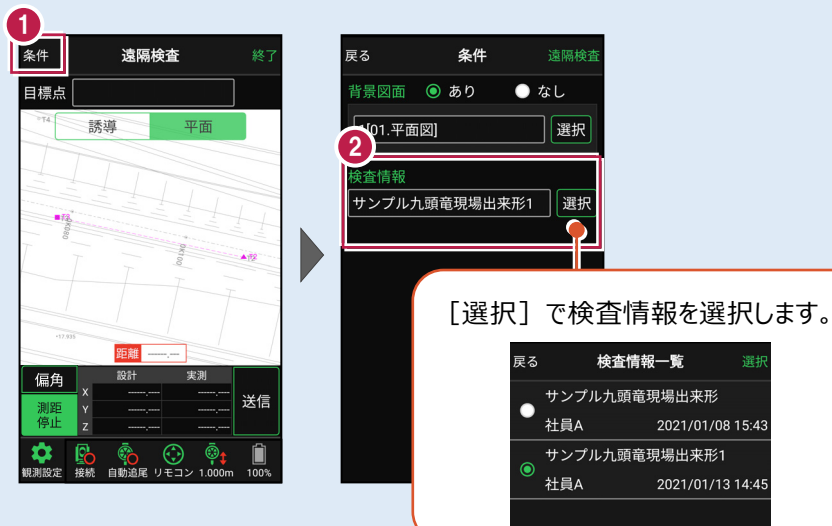 1
条件 遠隔検査 終了
目標点
T4
誘導 平面
0K080
0K100
+17.935
距離 -----.---
偏角 設計 実測
X -----.--- -----.---
測距停止 Y -----.--- -----.--- 送信
Z -----.--- -----.---
観測設定 接続 自動追尾 リモコン 1.000m 100%
戻る 条件 遠隔検査
背景図面 あり なし
[01.平面図] 選択
2
検査情報
サンプル九頭竜現場出来形1 選択
［選択］で検査情報を選択します。
戻る 検査情報一覧 選択
サンプル九頭竜現場出来形
社員A 2021/01/08 15:43
サンプル九頭竜現場出来形1
社員A 2021/01/13 14:45